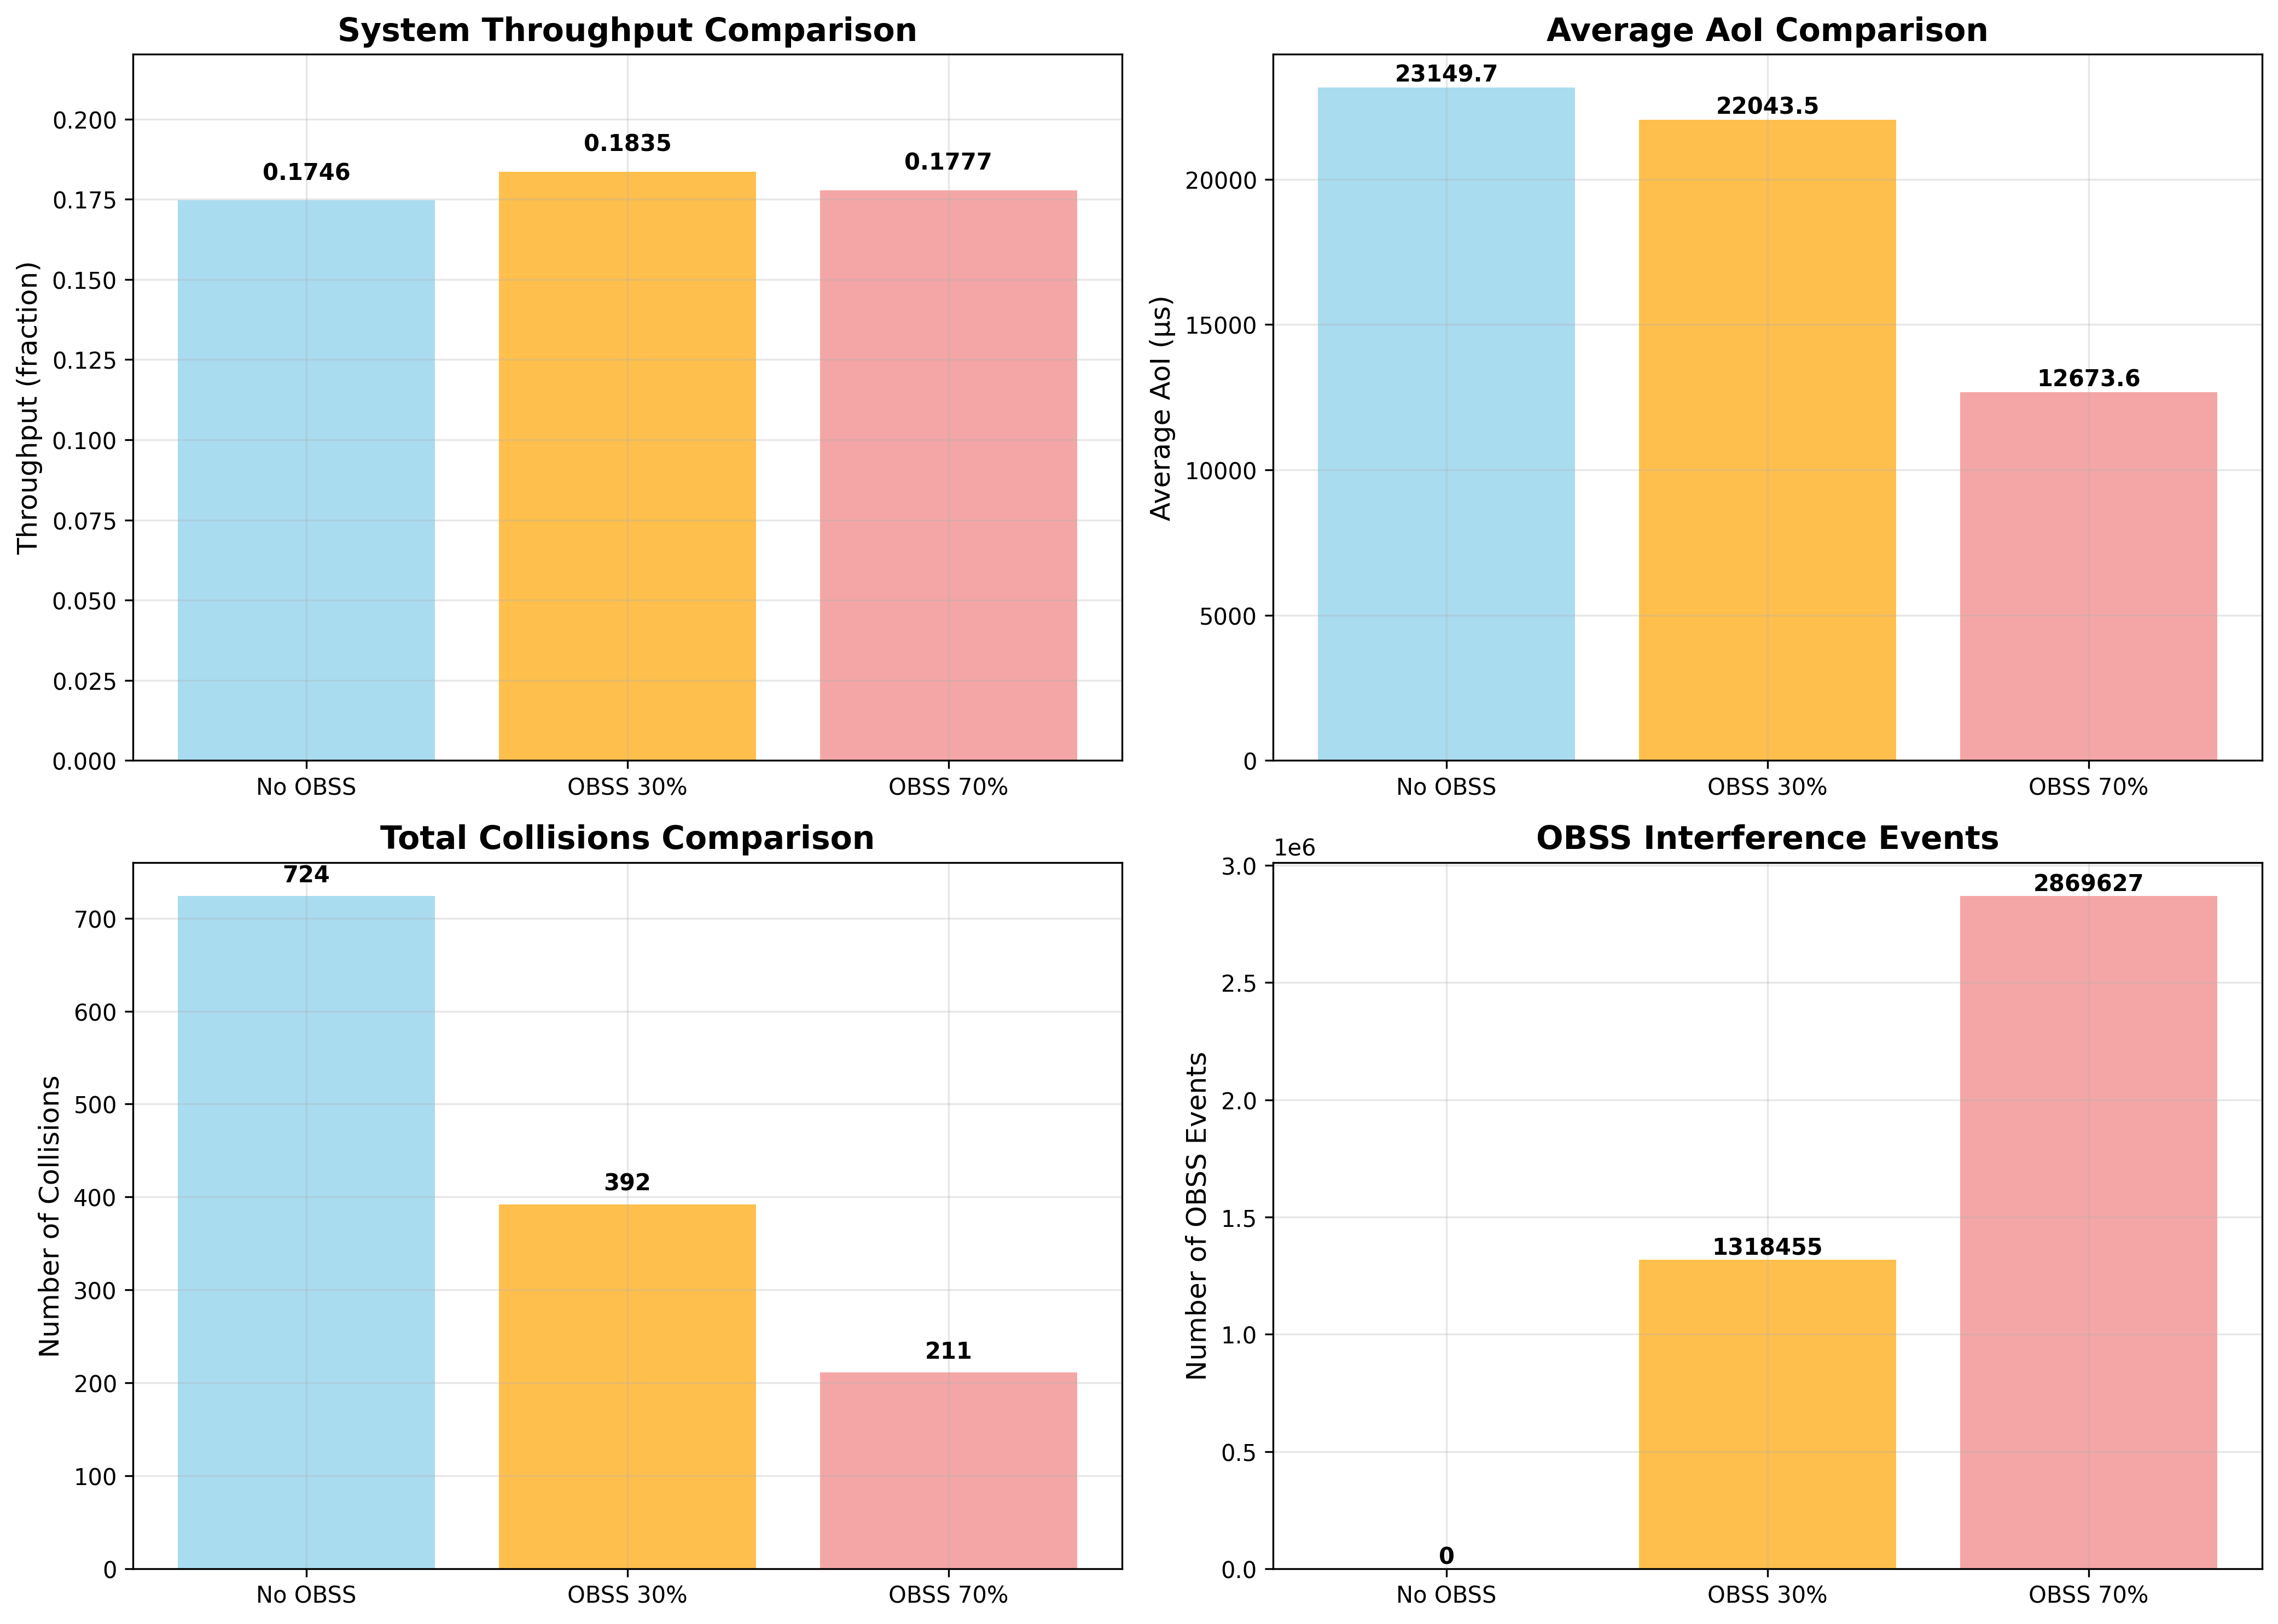 System Throughput Comparison
Throughput (fraction)
0.200
0.175
0.150
0.125
0.100
0.075
0.050
0.025
0.000
0.1746
0.1835
0.1777
No OBSS
OBSS 30%
OBSS 70%
Average AoI Comparison
Average AoI (μs)
20000
15000
10000
5000
0
23149.7
22043.5
12673.6
No OBSS
OBSS 30%
OBSS 70%
Total Collisions Comparison
Number of Collisions
700
600
500
400
300
200
100
0
724
392
211
No OBSS
OBSS 30%
OBSS 70%
OBSS Interference Events
1e6
Number of OBSS Events
3.0
2.5
2.0
1.5
1.0
0.5
0.0
0
1318455
2869627
No OBSS
OBSS 30%
OBSS 70%